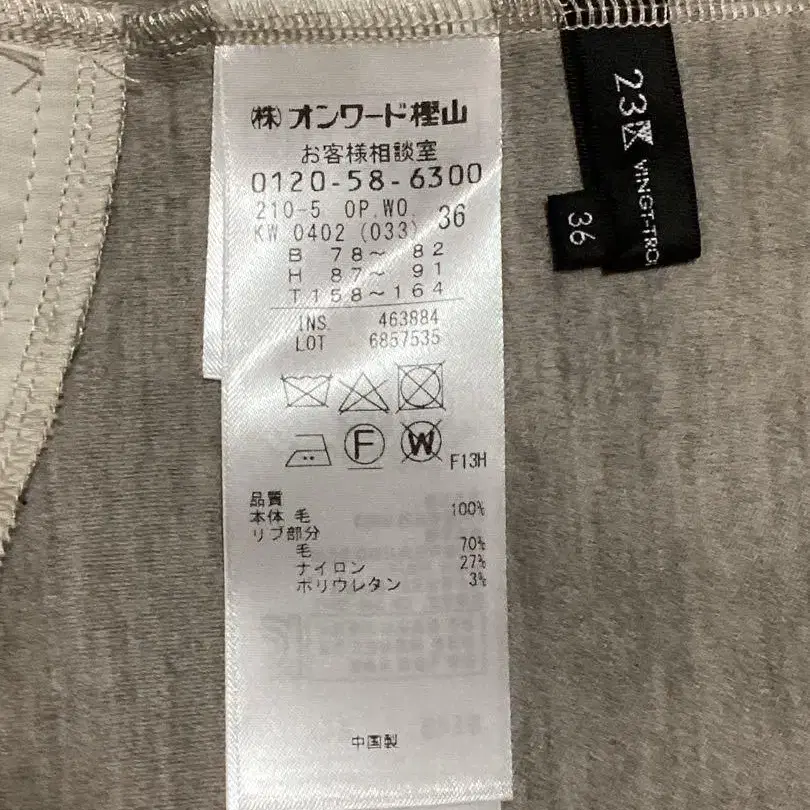 (株)オンワード樫山
お客様相談室
0120-58-6300
210-5 OP.WO. 36
KW 0402 (033)
B 78～ 82
H 87～ 91
T158～164
INS 463884
LOT 6857535
F
W
F13H
品質
本体 毛 100%
リブ部分
毛 70%
ナイロン 27%
ポリウレタン 3%
中国製
23区
VINGT-TRO
36